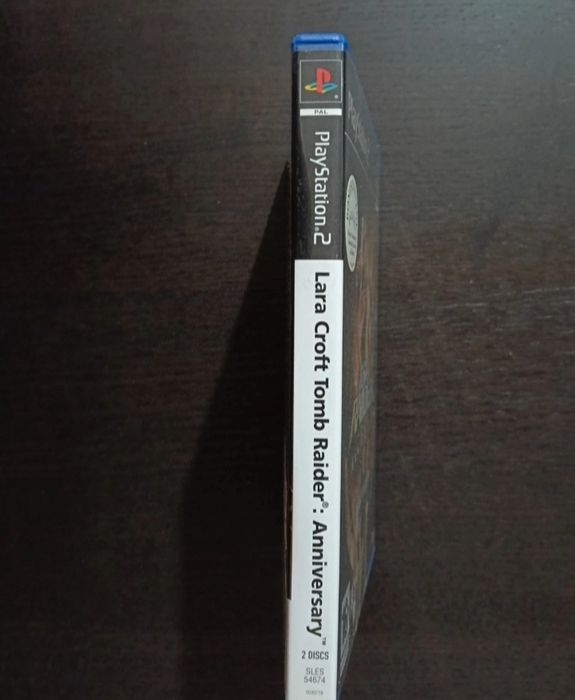 PAL
PlayStation.2
Lara Croft Tomb Raider®: Anniversary™
2 DISCS
SLES
54674